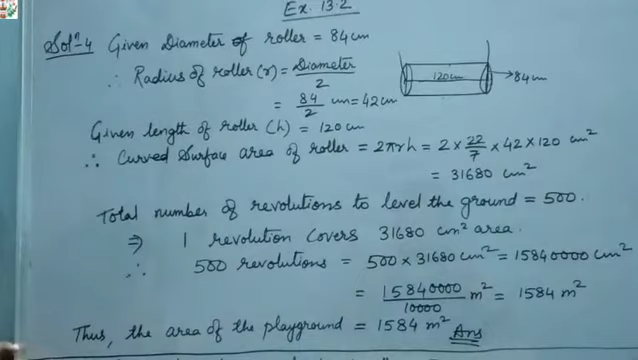 Ex. 13.2
Solⁿ-4 Given Diameter of roller = 84 cm
∴ Radius of roller (r) = Diameter/2
= 84/2 cm = 42 cm
120cm → 84 cm
Given length of roller (h) = 120 cm
∴ Curved Surface area of roller = 2πrh = 2 × 22/7 × 42 × 120 cm²
= 31680 cm²
Total number of revolutions to level the ground = 500.
⇒ 1 revolution covers 31680 cm² area.
∴ 500 revolutions = 500 × 31680 cm² = 15840000 cm²
= 15840000/10000 m² = 1584 m²
Thus, the area of the playground = 1584 m² Ans